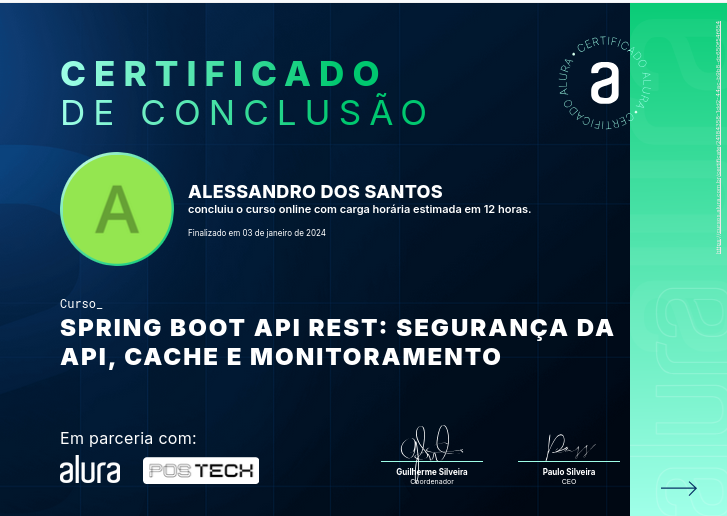 CERTIFICADO
DE CONCLUSÃO
ALURA • CERTIFICADO ALURA • CERTIFICADO
a
A
ALESSANDRO DOS SANTOS
concluiu o curso online com carga horária estimada em 12 horas.
Finalizado em 03 de janeiro de 2024
Curso_
SPRING BOOT API REST: SEGURANÇA DA
API, CACHE E MONITORAMENTO
Em parceria com:
alura
POS TECH
Guilherme Silveira
Coordenador
Paulo Silveira
CEO
alura